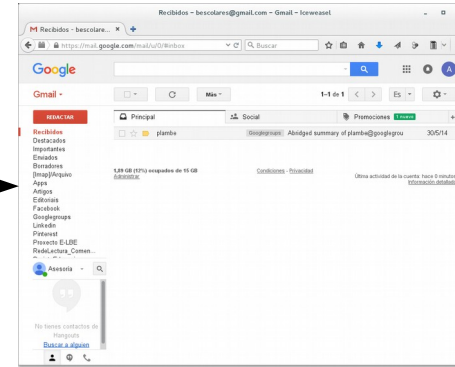 Recibidos – bescolares@gmail.com – Gmail – Iceweasel
Recibidos - bescolare...
https://mail.google.com/mail/u/0/#inbox
Buscar
Google
A
Gmail
Más
1–1 de 1
Es
REDACTAR
Principal
Social
Promociones
Recibidos
plambe
Googlegroups
Abridged summary of plambe@googlegrou
30/5/14
Destacados
Importantes
Enviados
Borradores
[Imap]/Arquivo
Apps
Artigos
Editoriais
Facebook
Googlegroups
Linkedin
Pinterest
Proxecto E-LBE
RedeLectura_Comen...
1,89 GB (12%) ocupados de 15 GB
Administrar
Condiciones - Privacidad
Última actividad de la cuenta: hace 0 minutos
Información detallada
Asesoría
No tienes contactos de
Hangouts
Buscar a alguien